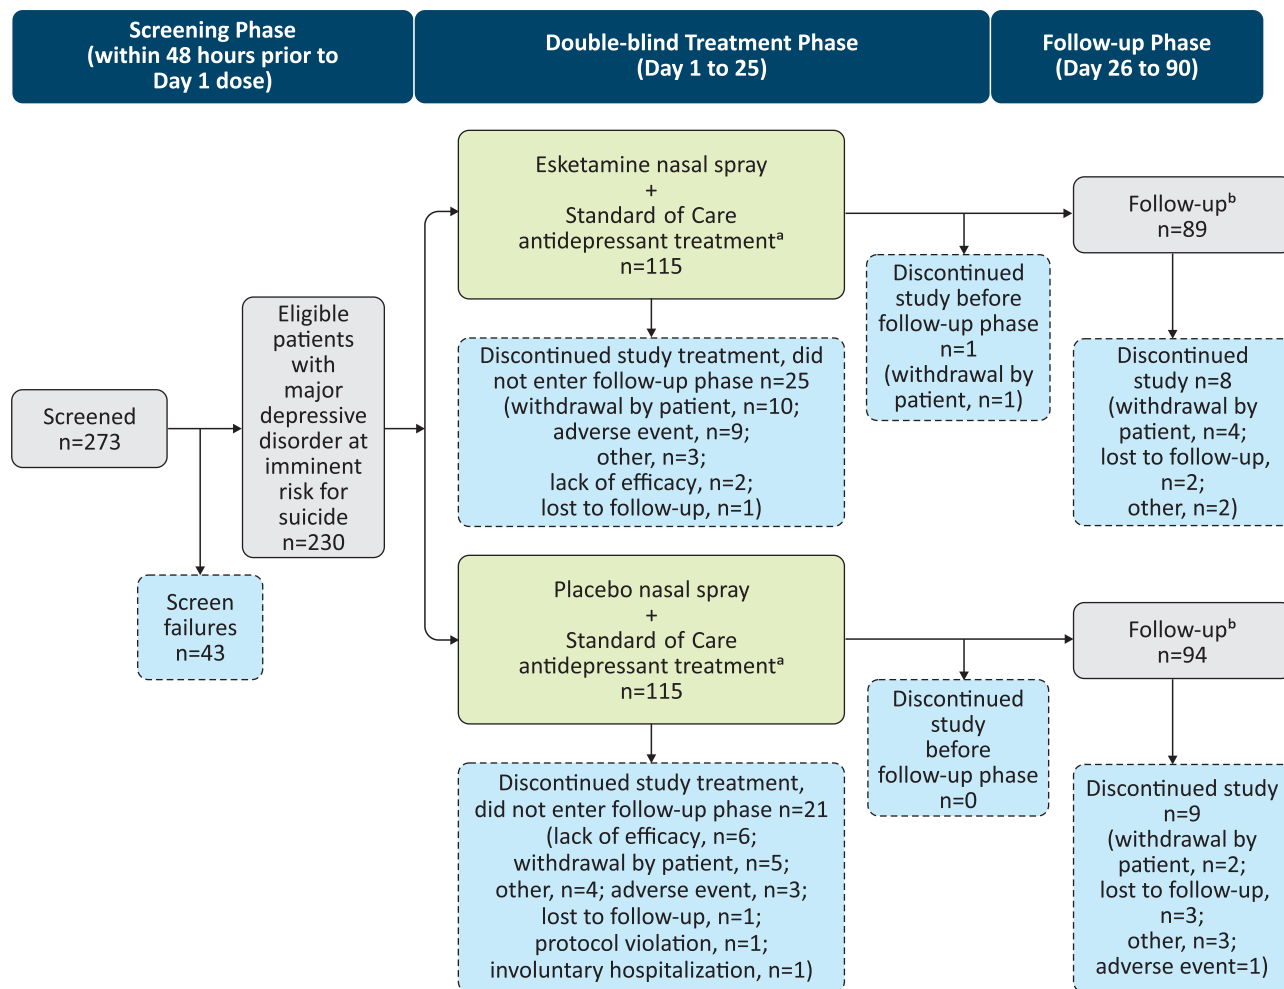 Screening Phase
(within 48 hours prior to
Day 1 dose)
Double-blind Treatment Phase
(Day 1 to 25)
Follow-up Phase
(Day 26 to 90)
Screened
n=273
Screen
failures
n=43
Eligible
patients
with
major
depressive
disorder at
imminent
risk for
suicide
n=230
Esketamine nasal spray
+
Standard of Care
antidepressant treatmentᵃ
n=115
Discontinued study treatment, did
not enter follow-up phase n=25
(withdrawal by patient, n=10;
adverse event, n=9;
other, n=3;
lack of efficacy, n=2;
lost to follow-up, n=1)
Discontinued
study before
follow-up phase
n=1
(withdrawal by
patient, n=1)
Follow-upᵇ
n=89
Discontinued
study n=8
(withdrawal by
patient, n=4;
lost to follow-up,
n=2;
other, n=2)
Placebo nasal spray
+
Standard of Care
antidepressant treatmentᵃ
n=115
Discontinued study treatment,
did not enter follow-up phase n=21
(lack of efficacy, n=6;
withdrawal by patient, n=5;
other, n=4; adverse event, n=3;
lost to follow-up, n=1;
protocol violation, n=1;
involuntary hospitalization, n=1)
Discontinued
study
before
follow-up phase
n=0
Follow-upᵇ
n=94
Discontinued study
n=9
(withdrawal by
patient, n=2;
lost to follow-up,
n=3;
other, n=3;
adverse event=1)